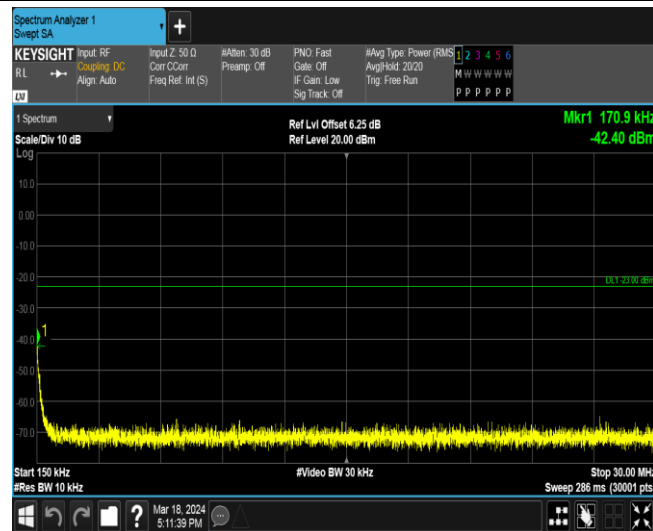 Spectrum Analyzer 1
Swept SA
+
KEYSIGHT
RL
LXI
Input: RF
Coupling: DC
Align: Auto
Input Z: 50 Ω
Corr CCorr
Freq Ref: Int (S)
#Atten: 30 dB
Preamp: Off
PNO: Fast
Gate: Off
IF Gain: Low
Sig Track: Off
#Avg Type: Power (RMS
Avg|Hold: 20/20
Trig: Free Run
1 2 3 4 5 6
M W W W W W
P P P P P P
1 Spectrum
Scale/Div 10 dB
Ref Lvl Offset 6.25 dB
Ref Level 20.00 dBm
Mkr1 170.9 kHz
-42.40 dBm
Log
10.0
0.00
-10.0
-20.0
DL1 -23.00 dBm
-30.0
1
-40.0
-50.0
-60.0
-70.0
Start 150 kHz
#Video BW 30 kHz
Stop 30.00 MHz
#Res BW 10 kHz
Sweep 286 ms (30001 pts
?
Mar 18, 2024
5:11:39 PM